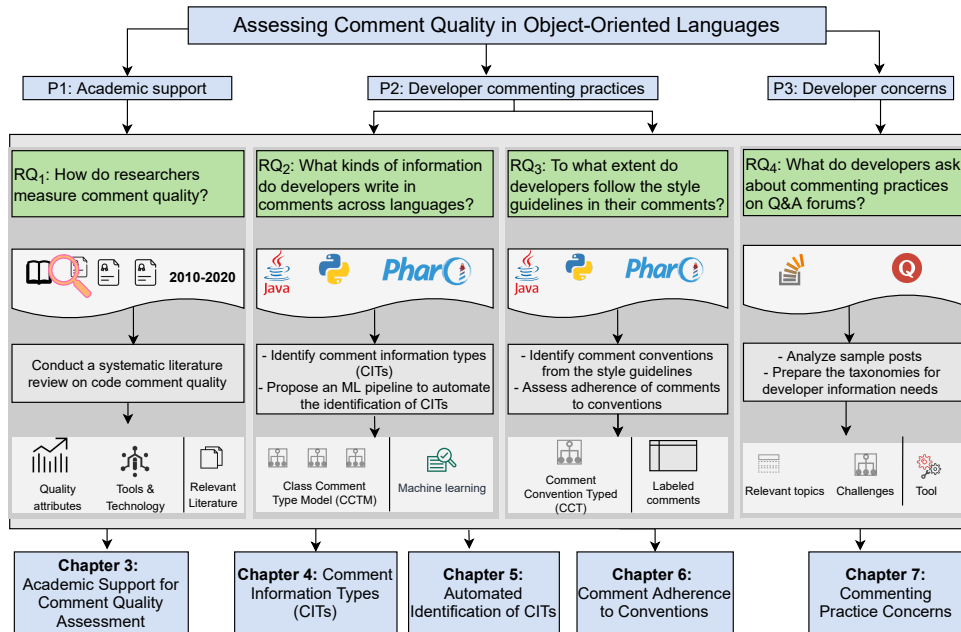 Assessing Comment Quality in Object-Oriented Languages
P1: Academic support
P2: Developer commenting practices
P3: Developer concerns
RQ1: How do researchers
measure comment quality?
RQ2: What kinds of information
do developers write in
comments across languages?
RQ3: To what extent do
developers follow the style
guidelines in their comments?
RQ4: What do developers ask
about commenting practices
on Q&A forums?
2010-2020
Java
Pharo
Java
Pharo
Q
Conduct a systematic literature
review on code comment quality
- Identify comment information types
(CITs)
- Propose an ML pipeline to automate
the identification of CITs
- Identify comment conventions
from the style guidelines
- Assess adherence of comments
to conventions
- Analyze sample posts
- Prepare the taxonomies for
developer information needs
Quality
attributes
Tools &
Technology
Relevant
Literature
Class Comment
Type Model (CCTM)
Machine learning
Comment
Convention Typed
(CCT)
Labeled
comments
Relevant topics
Challenges
Tool
Chapter 3:
Academic Support for
Comment Quality
Assessment
Chapter 4: Comment
Information Types
(CITs)
Chapter 5:
Automated
Identification of CITs
Chapter 6:
Comment Adherence
to Conventions
Chapter 7:
Commenting
Practice Concerns